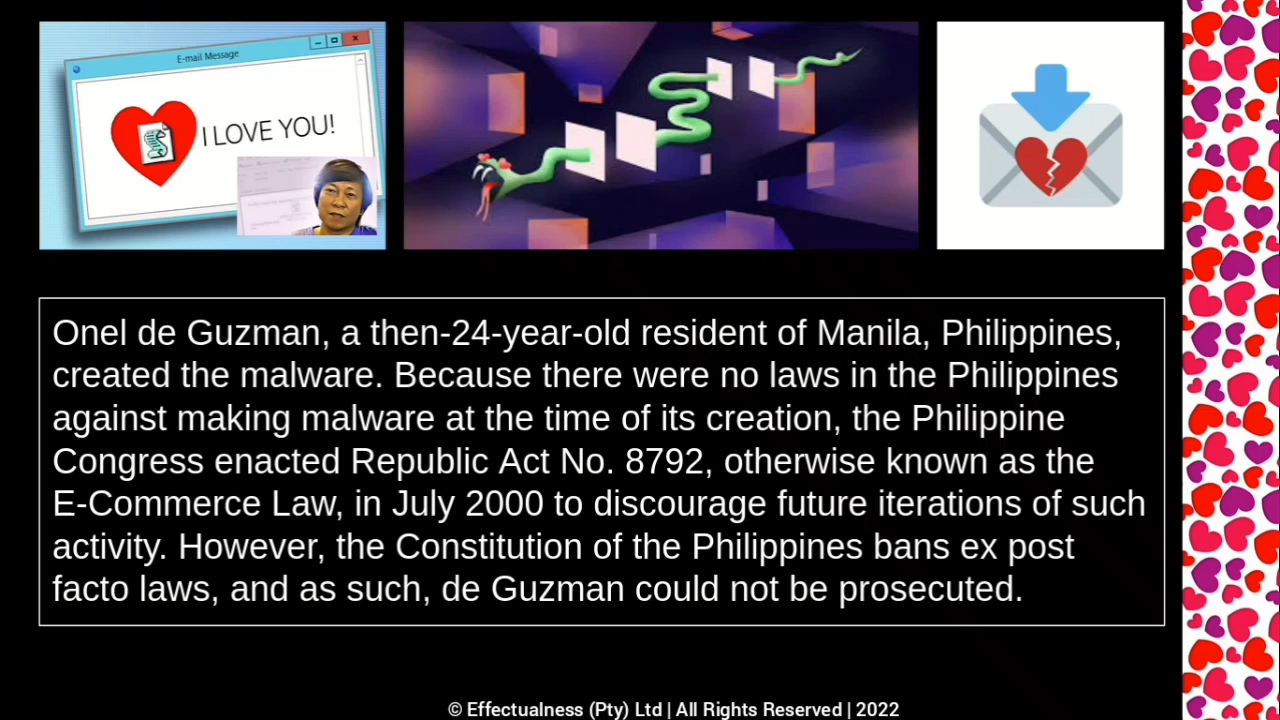 E-mail Message
I LOVE YOU!
Onel de Guzman, a then-24-year-old resident of Manila, Philippines,
created the malware. Because there were no laws in the Philippines
against making malware at the time of its creation, the Philippine
Congress enacted Republic Act No. 8792, otherwise known as the
E-Commerce Law, in July 2000 to discourage future iterations of such
activity. However, the Constitution of the Philippines bans ex post
facto laws, and as such, de Guzman could not be prosecuted.
© Effectualness (Pty) Ltd | All Rights Reserved | 2022